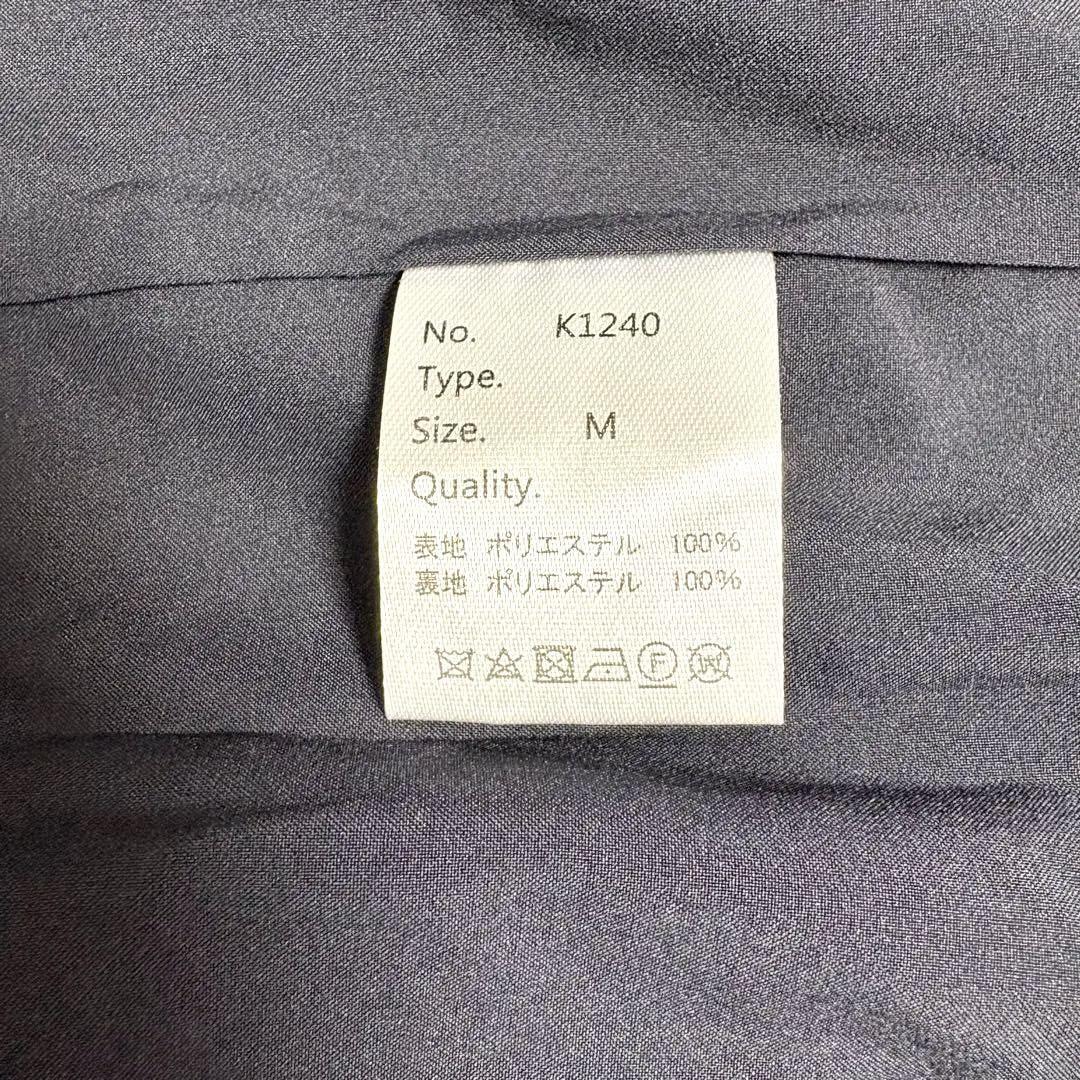 No. K1240
Type.
Size. M
Quality.
表地 ポリエステル 100%
裏地 ポリエステル 100%
F W